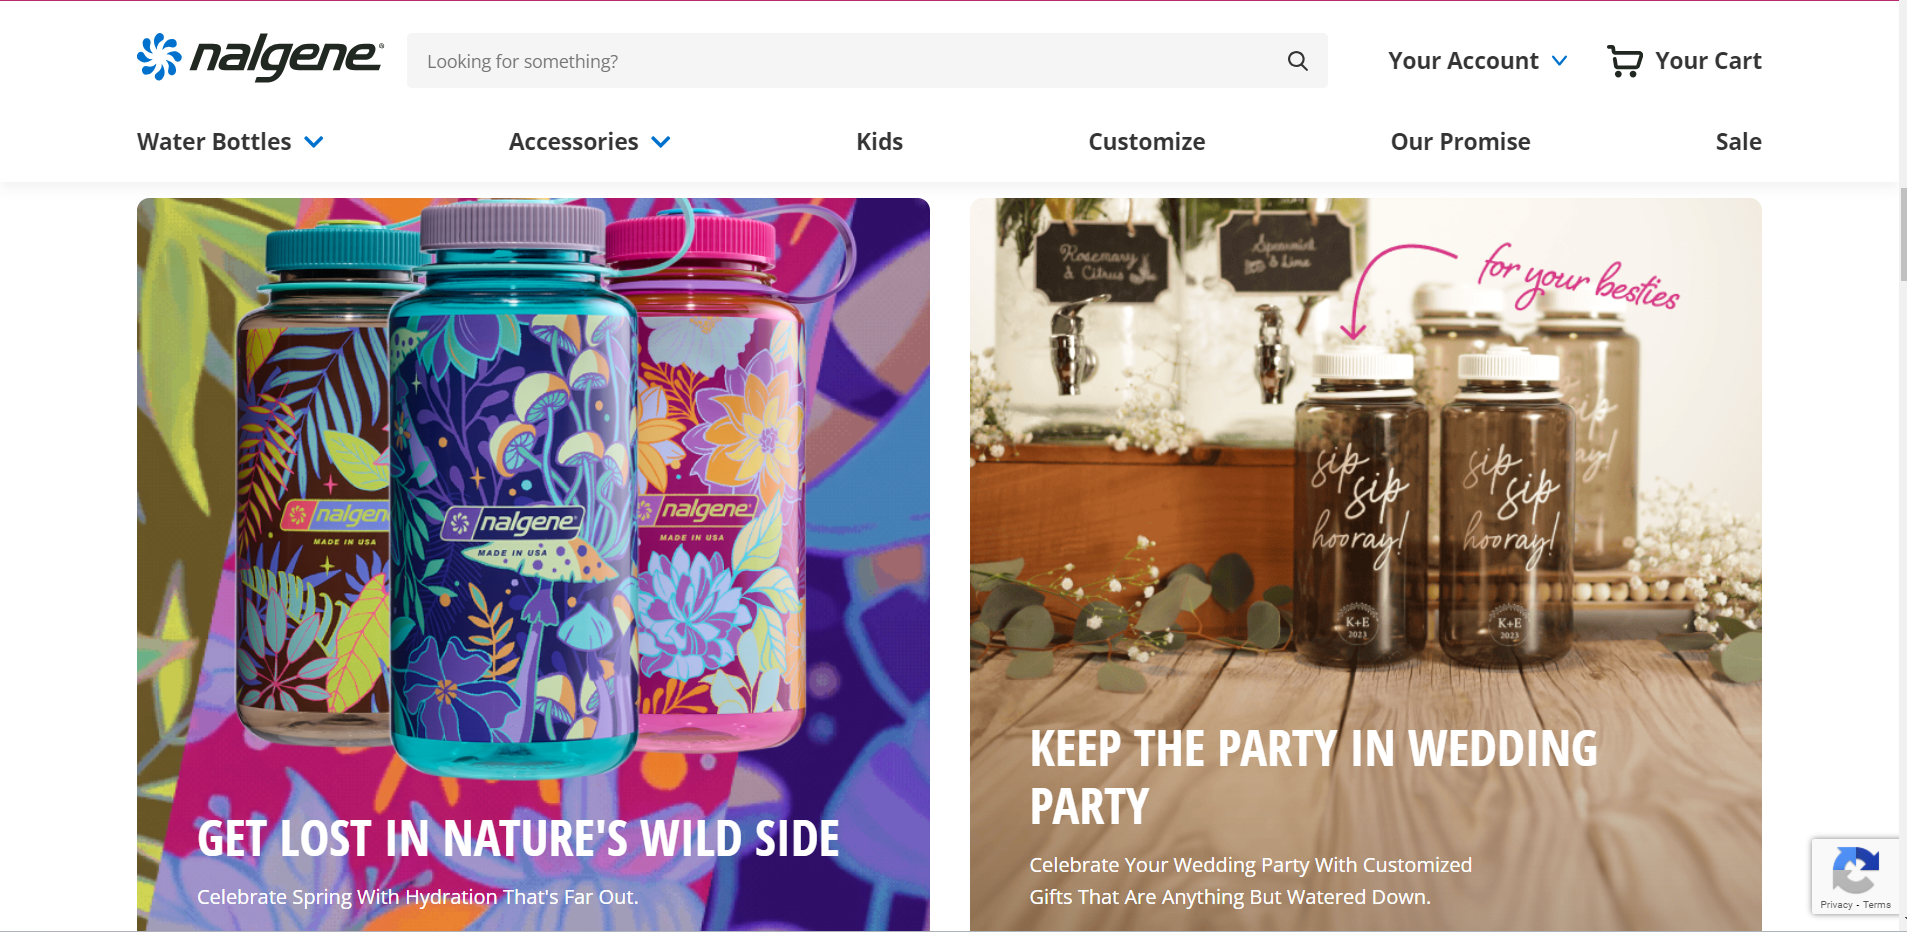 nalgene®
Looking for something?
Your Account
Your Cart
Water Bottles
Accessories
Kids
Customize
Our Promise
Sale
nalgen
MADE IN USA
nalgene
MADE IN USA
nalgene
MADE IN USA
GET LOST IN NATURE'S WILD SIDE
Celebrate Spring With Hydration That's Far Out.
Rosemary
& Citrus
Spearmint
& Lime
for your besties
sip
sip
hooray!
K+E
2023
sip
sip
hooray!
K+E
2023
sip
ay!
KEEP THE PARTY IN WEDDING
PARTY
Celebrate Your Wedding Party With Customized
Gifts That Are Anything But Watered Down.
Privacy - Terms